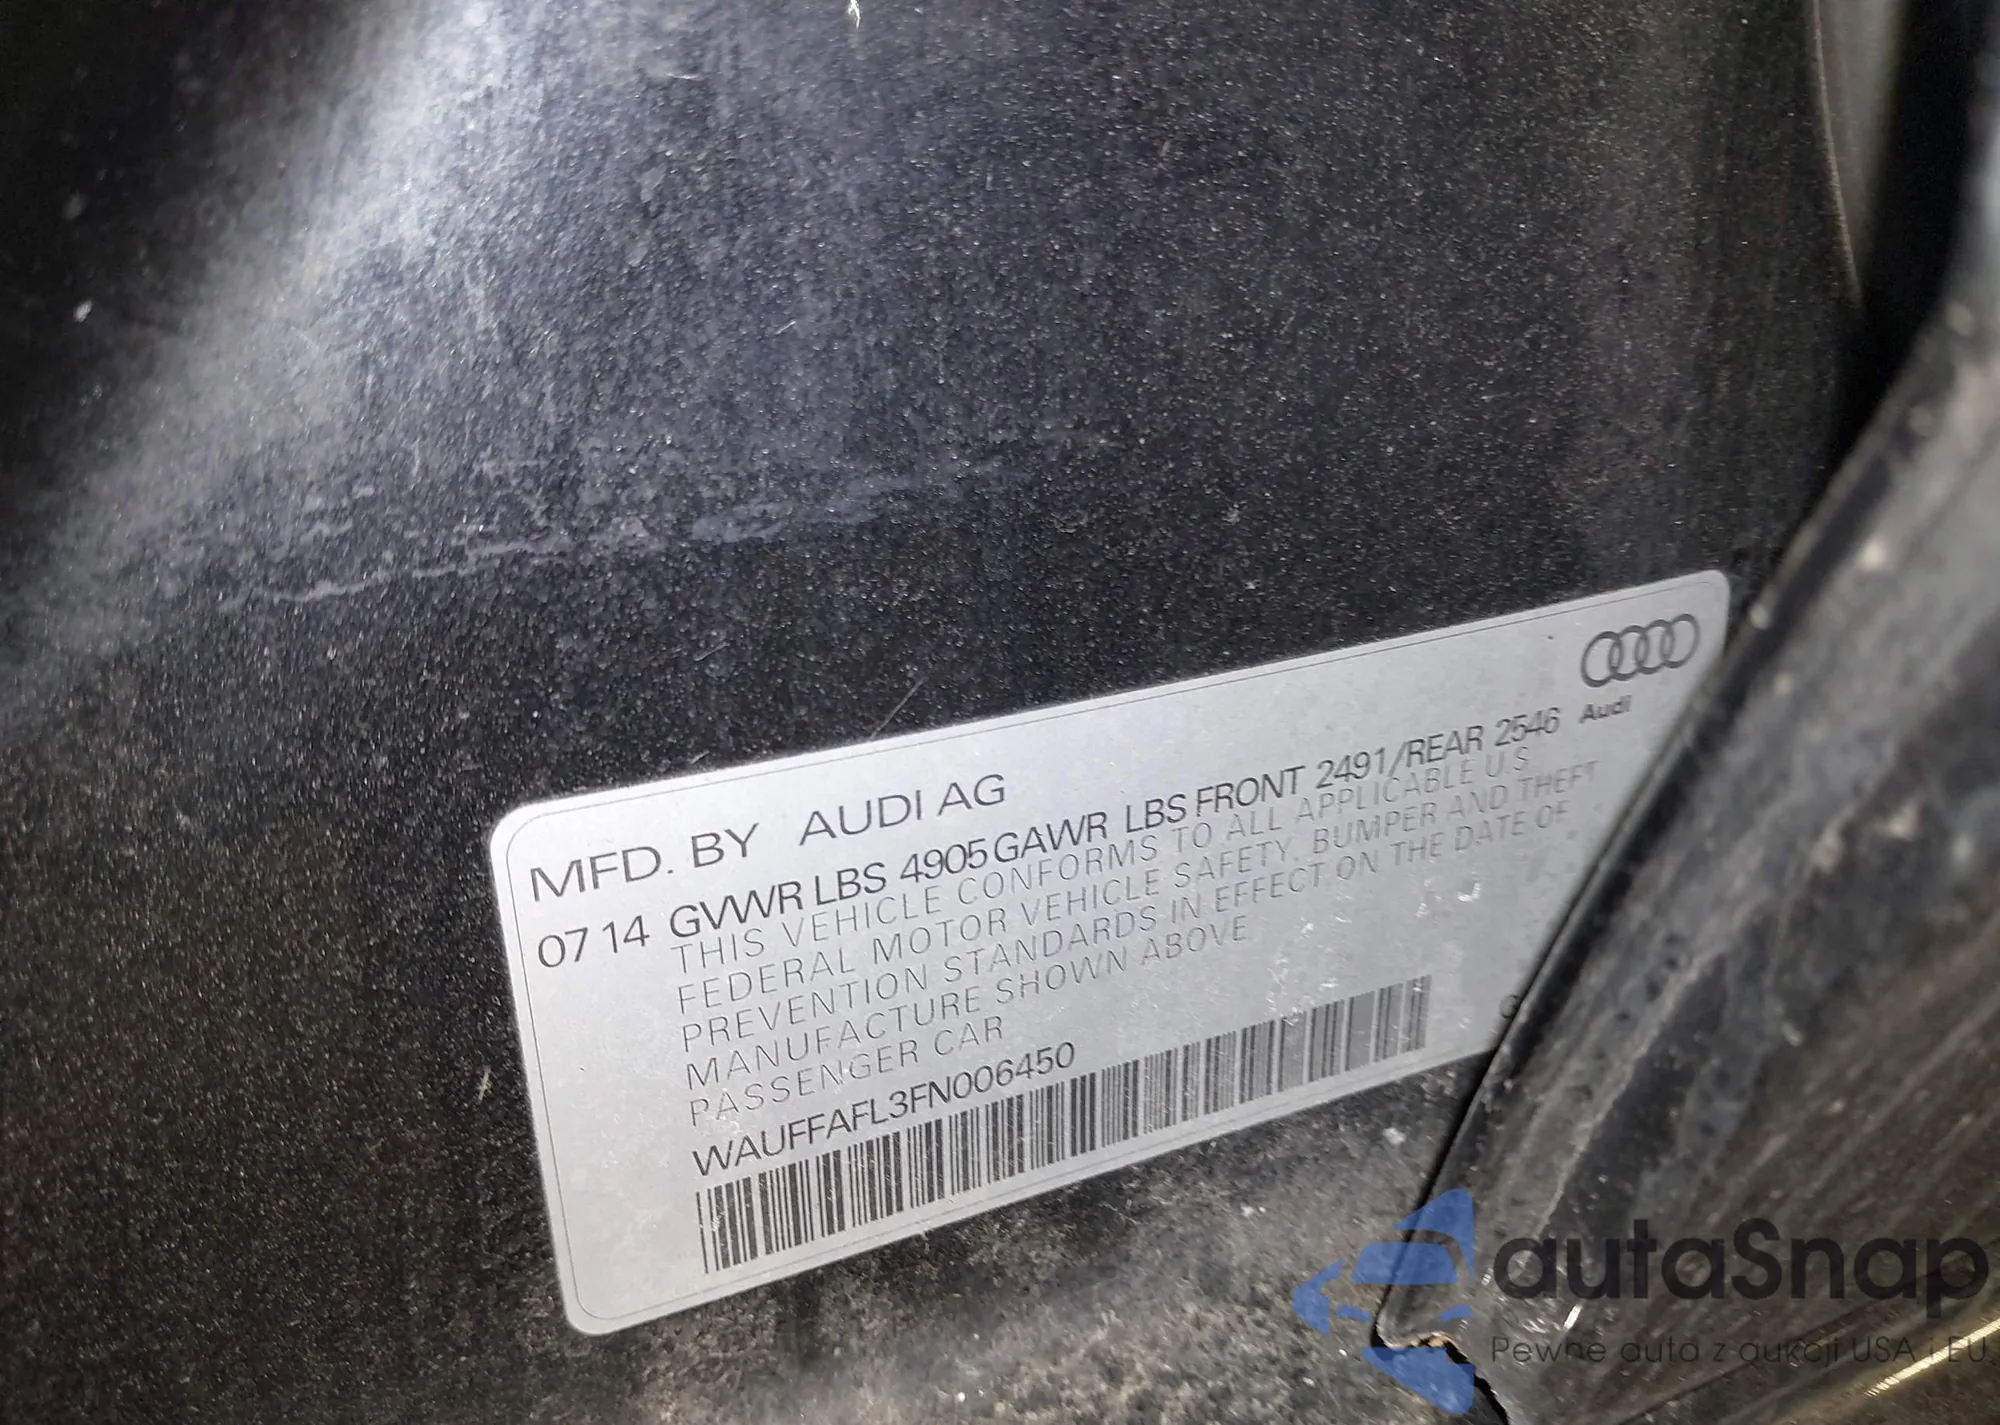 Audi
MFD. BY AUDI AG
07 14 GVWR LBS 4905 GAWR LBS FRONT 2491/REAR 2546
THIS VEHICLE CONFORMS TO ALL APPLICABLE U.S
FEDERAL MOTOR VEHICLE SAFETY. BUMPER AND THEFT
PREVENTION STANDARDS IN EFFECT ON THE DATE OF
MANUFACTURE SHOWN ABOVE
PASSENGER CAR
WAUFFAFL3FN006450
autaSnap
Pewne auta z aukcji USA i EU